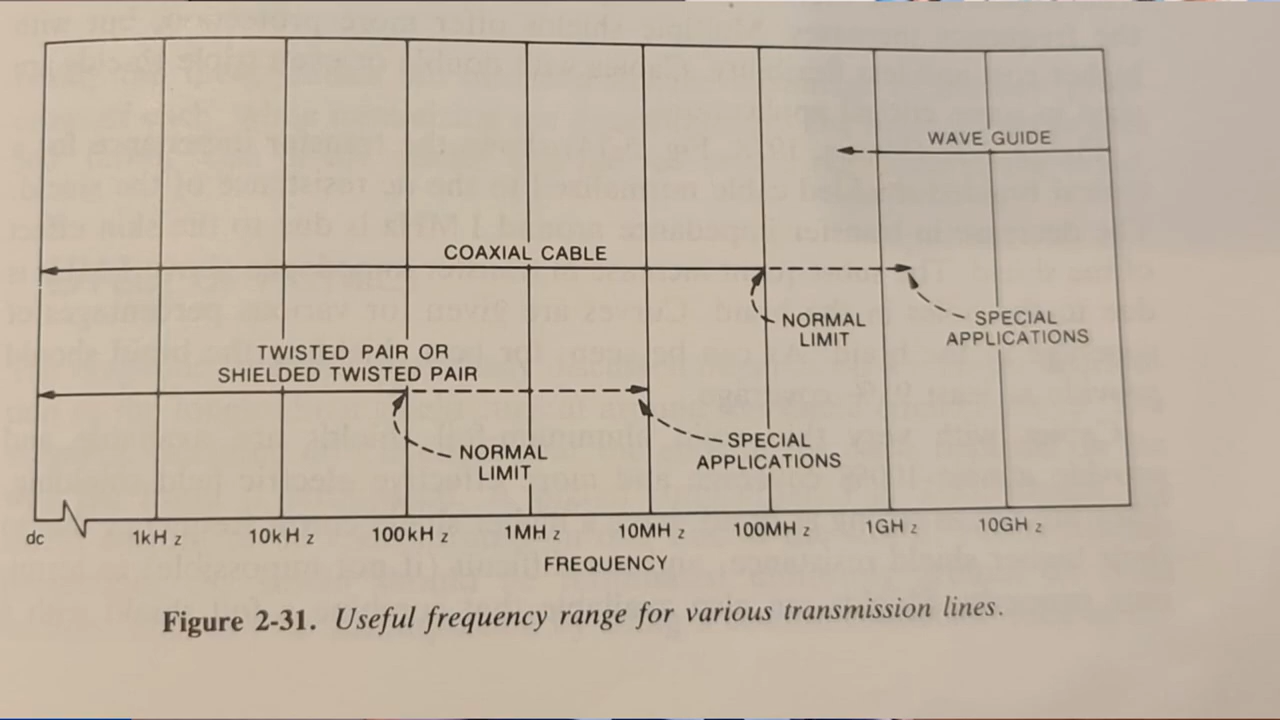 WAVE GUIDE
COAXIAL CABLE
NORMAL
LIMIT
SPECIAL
APPLICATIONS
TWISTED PAIR OR
SHIELDED TWISTED PAIR
NORMAL
LIMIT
SPECIAL
APPLICATIONS
dc 1kHz 10kHz 100kHz 1MHz 10MHz 100MHz 1GHz 10GHz
FREQUENCY
Figure 2-31. Useful frequency range for various transmission lines.